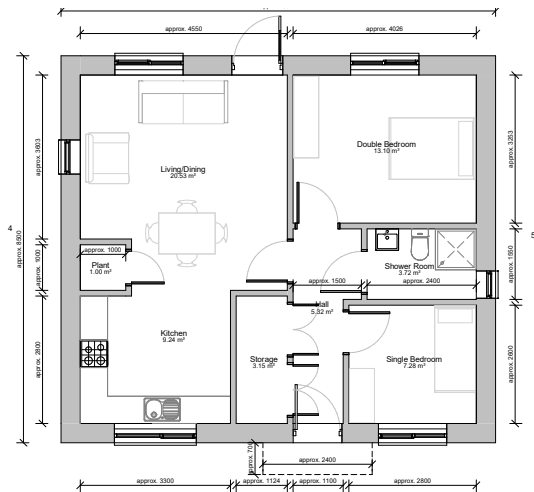 approx. 4550
approx. 4026
approx. 3603
approx. 3253
Living/Dining
20.53 m²
Double Bedroom
13.10 m²
4
approx. 8500
5
approx. 1000
approx. 1000
Plant
1.00 m²
Shower Room
3.72 m²
approx. 1550
approx. 1500
approx. 2400
Hall
5.32 m²
Kitchen
9.24 m²
Storage
3.15 m²
Single Bedroom
7.28 m²
approx. 2800
approx. 2600
approx. 700
approx. 2400
approx. 3300
approx. 1124
approx. 1100
approx. 2800